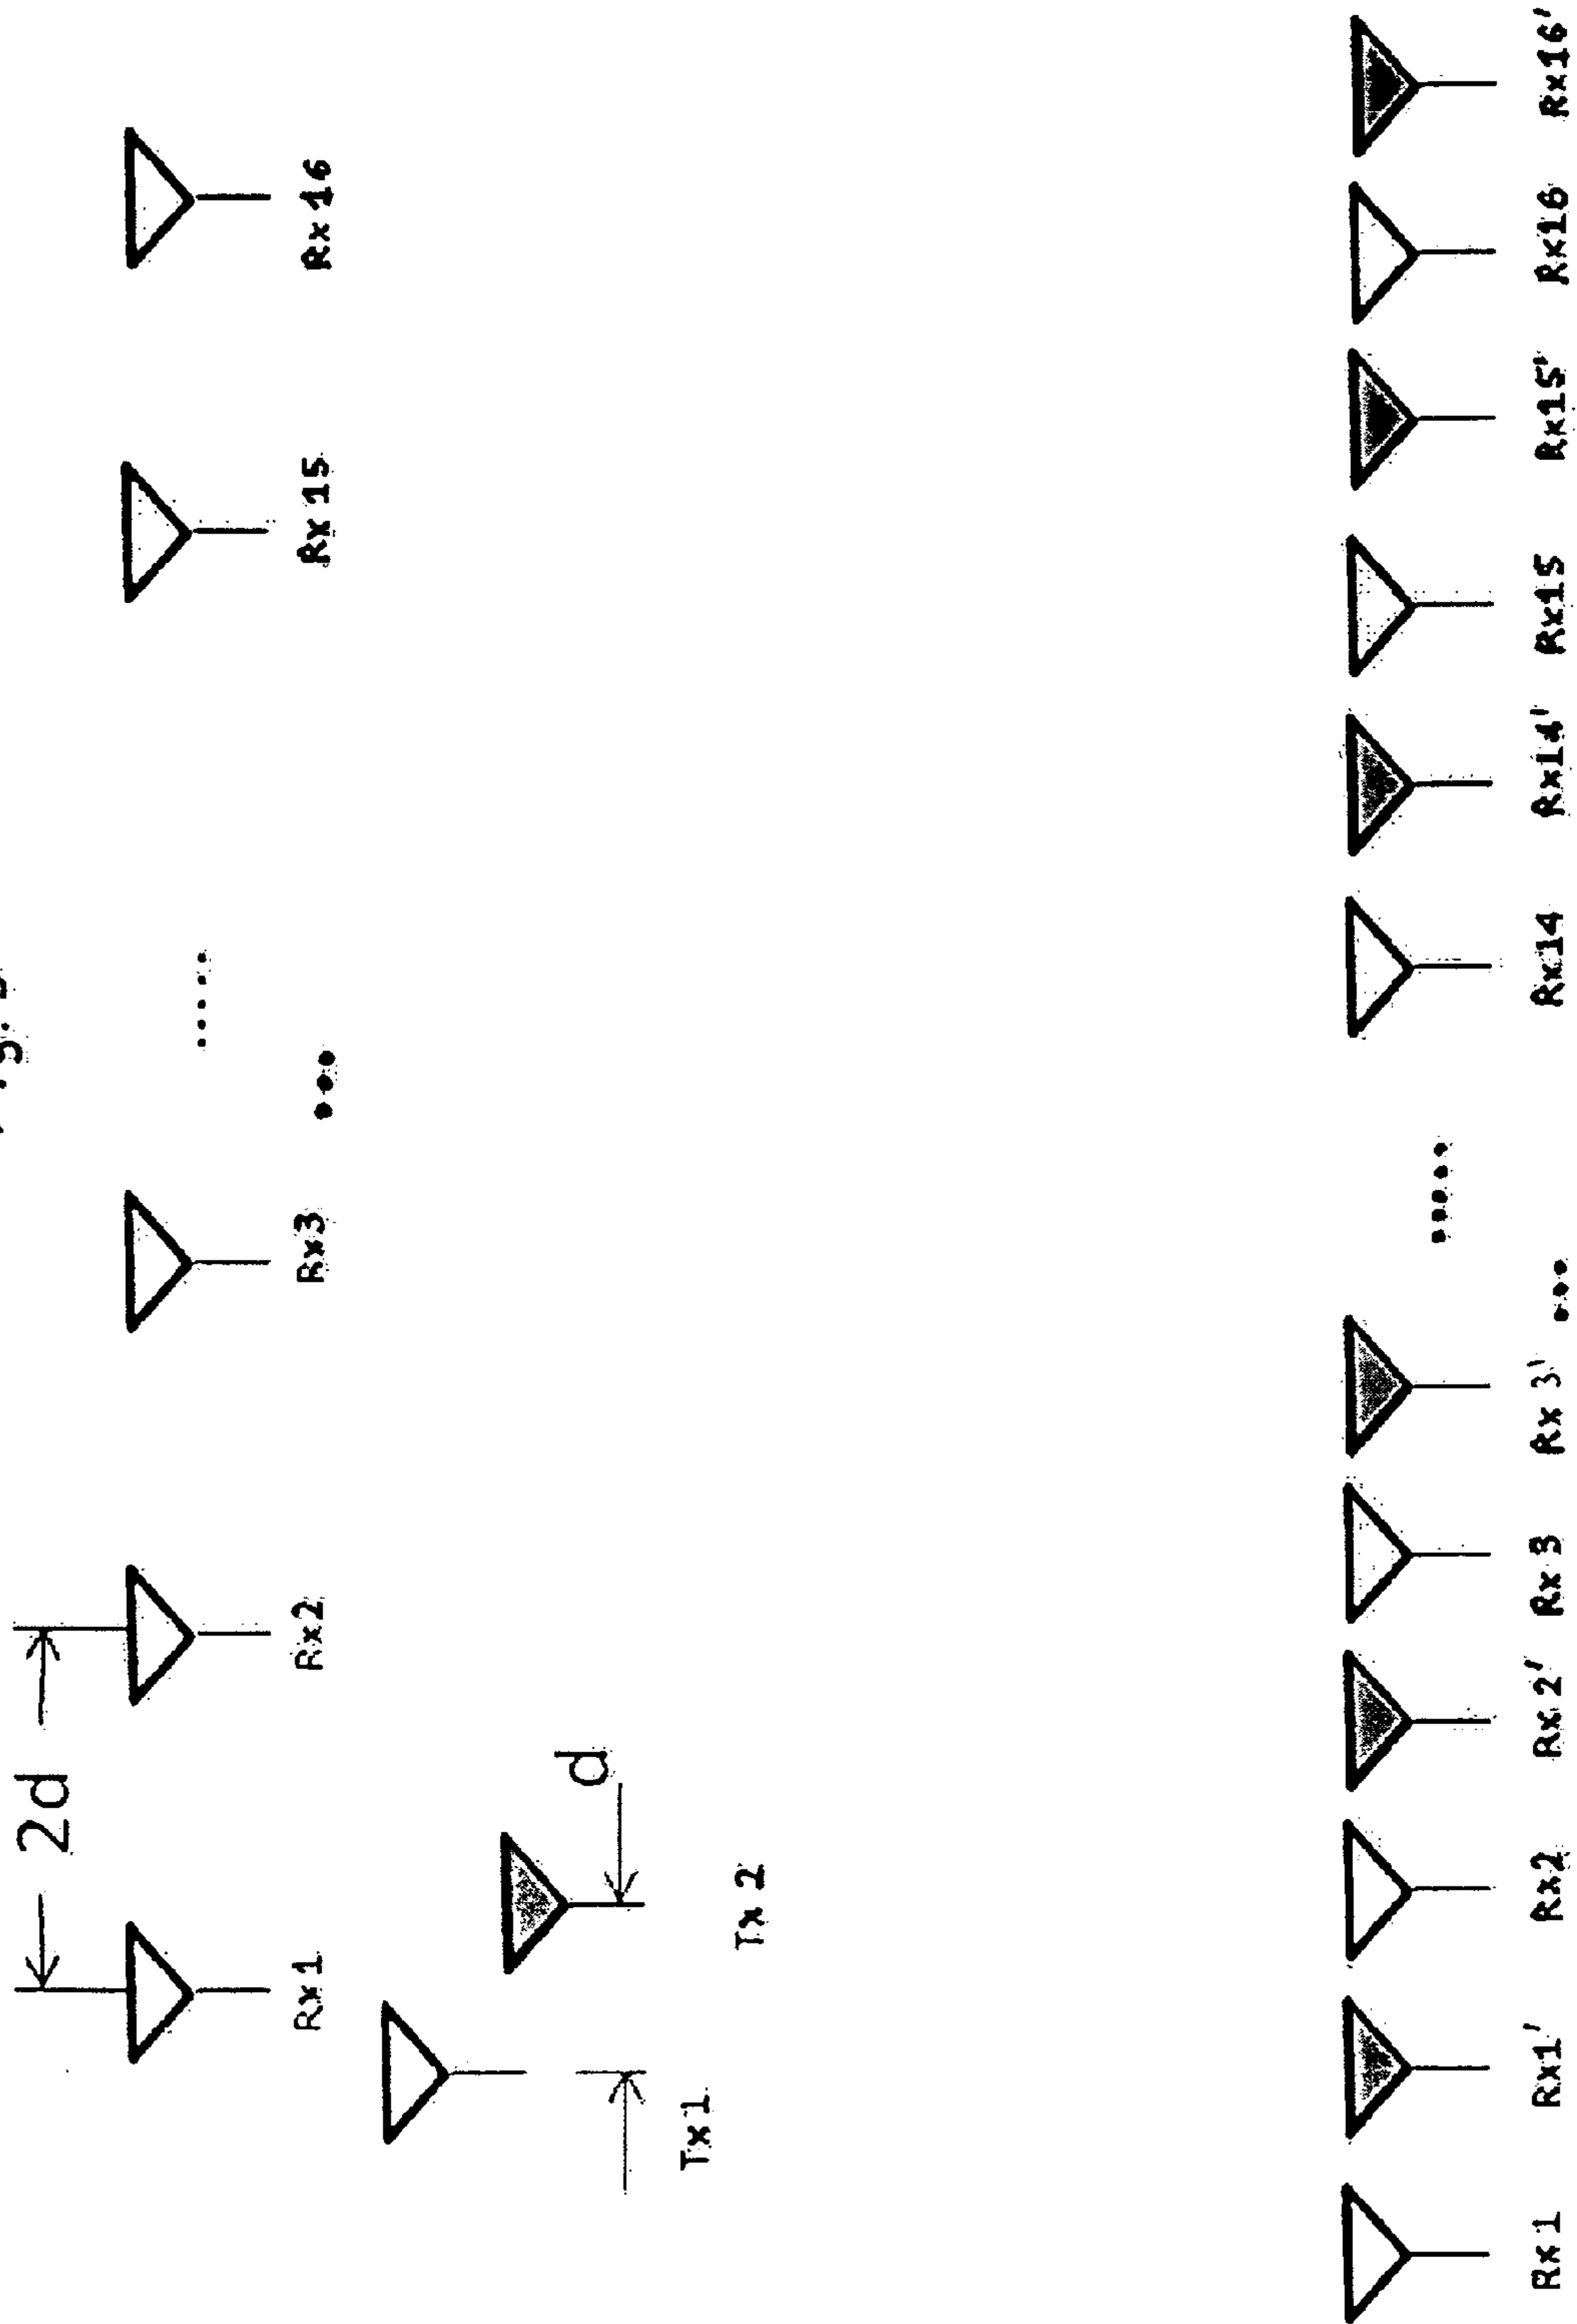 2d
Rx1 Rx2 Rx3 ••• Rx15 Rx16
d
Tx1
Tx2
Rx1 Rx1' Rx2 Rx2' Rx3 Rx3' ••• Rx14 Rx14' Rx15 Rx15' Rx16 Rx16'